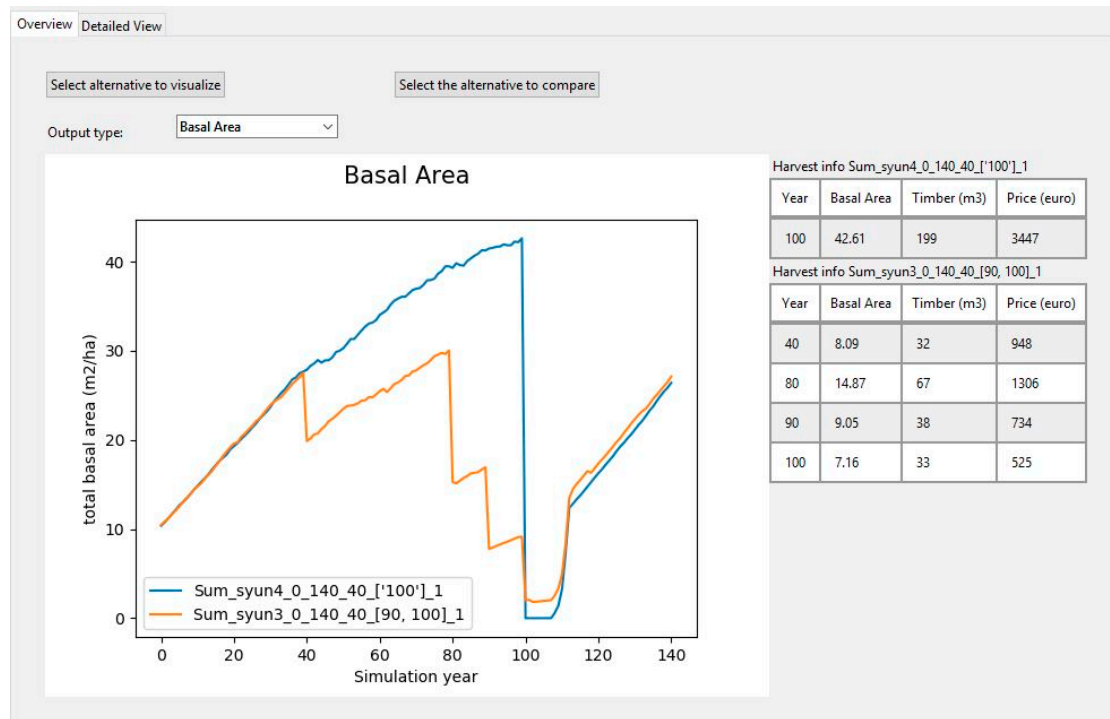 Overview Detailed View
Select alternative to visualize Select the alternative to compare
Output type: Basal Area
Basal Area
total basal area (m2/ha)
40
30
20
10
0
Sum_syun4_0_140_40_['100']_1
Sum_syun3_0_140_40_[90, 100]_1
0 20 40 60 80 100 120 140
Simulation year
Harvest info Sum_syun4_0_140_40_['100']_1
Year Basal Area Timber (m3) Price (euro)
100 42.61 199 3447
Harvest info Sum_syun3_0_140_40_[90, 100]_1
Year Basal Area Timber (m3) Price (euro)
40 8.09 32 948
80 14.87 67 1306
90 9.05 38 734
100 7.16 33 525